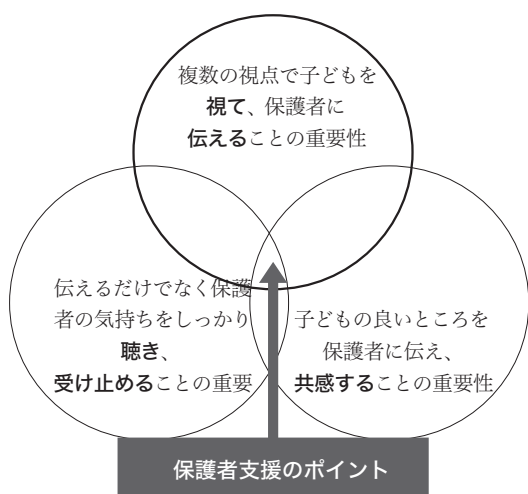 複数の視点で子どもを
視て、保護者に
伝えることの重要性
伝えるだけでなく保護
者の気持ちをしっかり
聴き、
受け止めることの重要
子どもの良いところを
保護者に伝え、
共感することの重要性
保護者支援のポイント